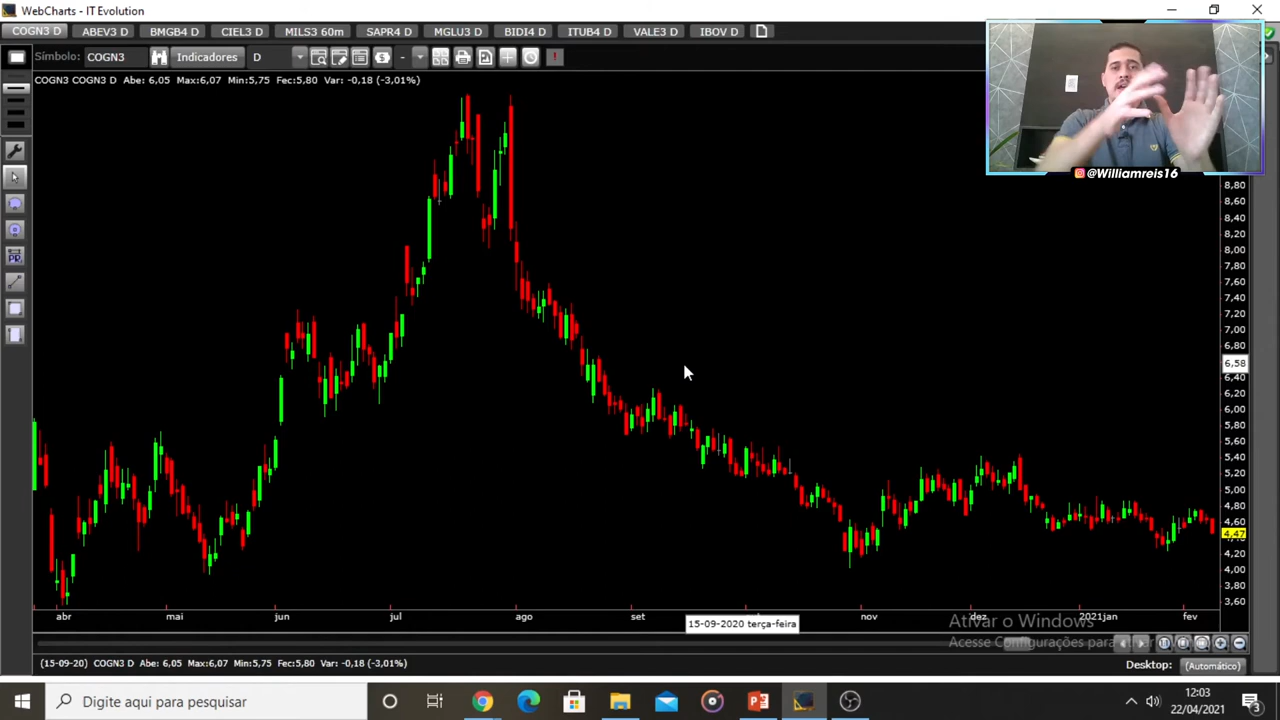 WebCharts - IT Evolution
COGN3 D ABEV3 D BMGB4 D CIEL3 D MILS3 60m SAPR4 D MGLU3 D BIDI4 D ITUB4 D VALE3 D IBOV D
Símbolo: COGN3 Indicadores D
COGN3 COGN3 D Abe: 6,05 Max:6,07 Min:5,75 Fec:5,80 Var: -0,18 (-3,01%)
@Williamreis16
8,80
8,60
8,40
8,20
8,00
7,80
7,60
7,40
7,20
7,00
6,80
6,58
6,40
6,20
6,00
5,80
5,60
5,40
5,20
5,00
4,80
4,60
4,47
4,20
4,00
3,80
3,60
abr mai jun jul ago set nov dez 2021jan fev
15-09-2020 terça-feira
Ativar o Windows
Acesse Configurações para
(15-09-20) COGN3 D Abe: 6,05 Max:6,07 Min:5,75 Fec:5,80 Var: -0,18 (-3,01%)
Desktop: (Automático)
Digite aqui para pesquisar
12:03
22/04/2021
3